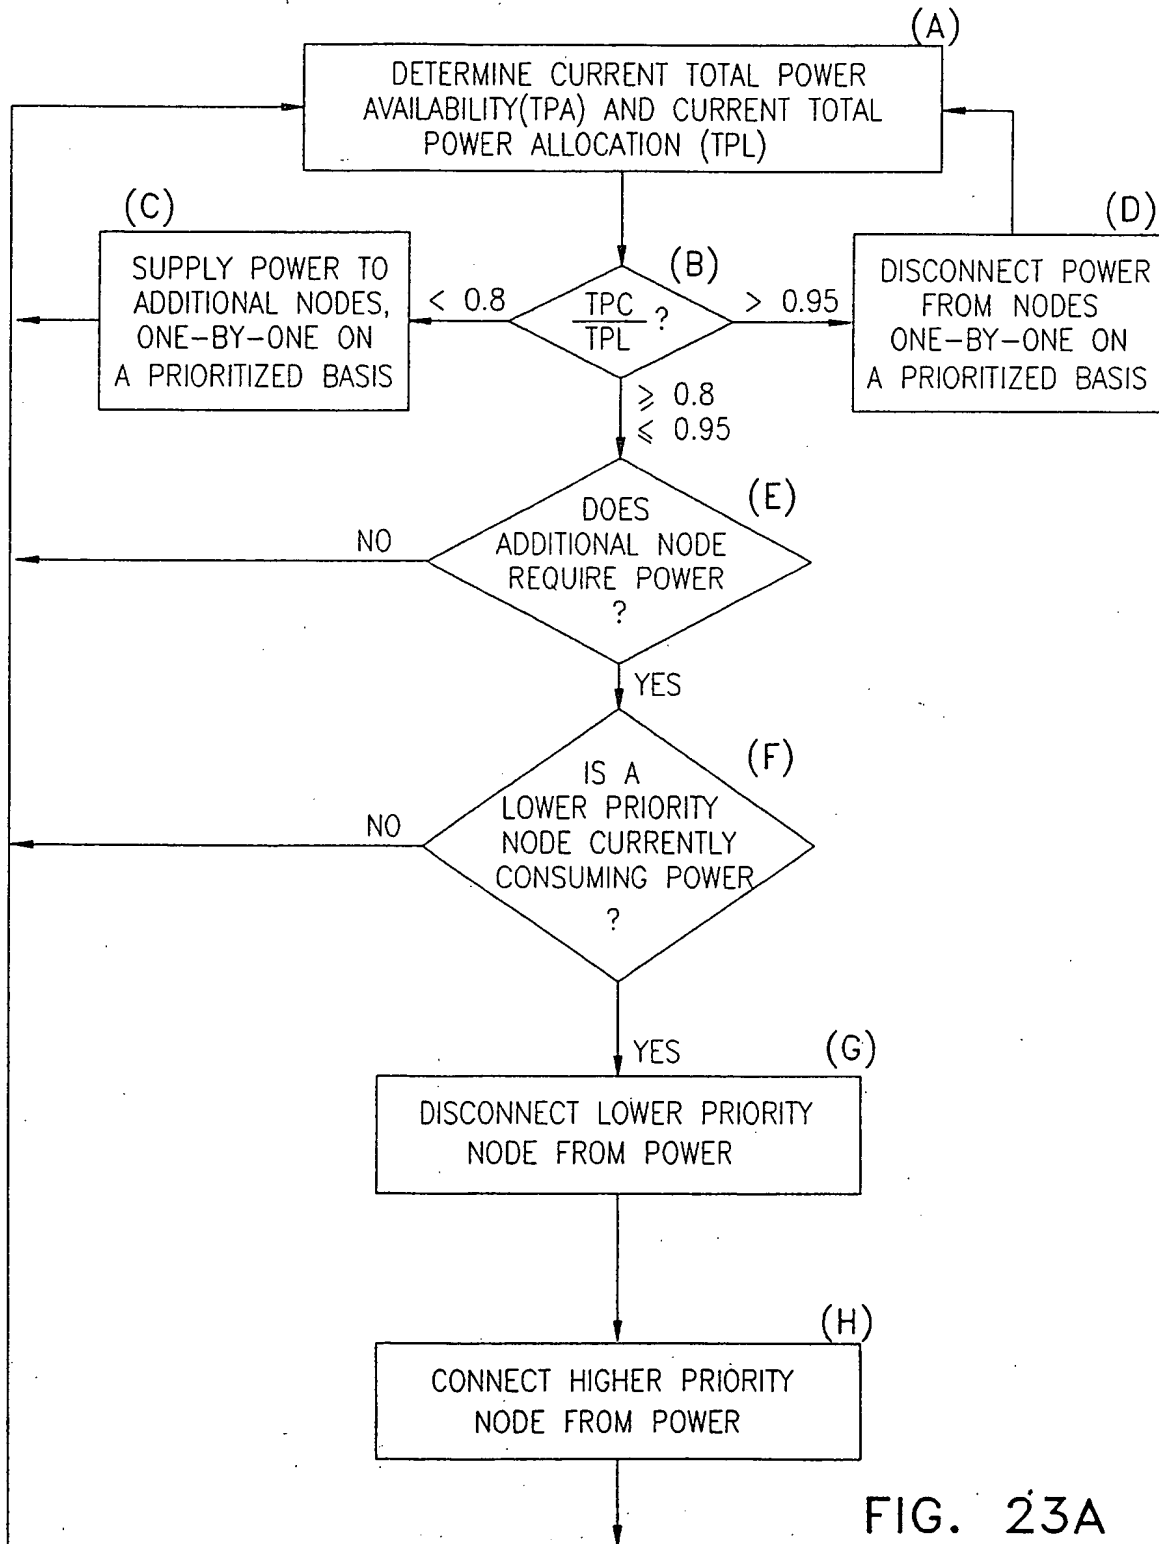 (A)
DETERMINE CURRENT TOTAL POWER
AVAILABILITY(TPA) AND CURRENT TOTAL
POWER ALLOCATION (TPL)
(C)
SUPPLY POWER TO
ADDITIONAL NODES,
ONE-BY-ONE ON
A PRIORITIZED BASIS
< 0.8
(B)
TPC
TPL
?
> 0.95
(D)
DISCONNECT POWER
FROM NODES
ONE-BY-ONE ON
A PRIORITIZED BASIS
⩾ 0.8
⩽ 0.95
(E)
DOES
ADDITIONAL NODE
REQUIRE POWER
?
NO
YES
(F)
IS A
LOWER PRIORITY
NODE CURRENTLY
CONSUMING POWER
?
NO
YES
(G)
DISCONNECT LOWER PRIORITY
NODE FROM POWER
(H)
CONNECT HIGHER PRIORITY
NODE FROM POWER
FIG. 23A